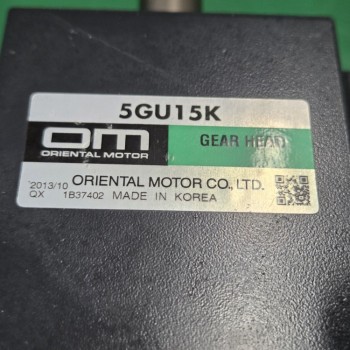 5GU15K
OM
ORIENTAL MOTOR
GEAR HEAD
2013/10 ORIENTAL MOTOR CO., LTD.
QX 1B37402 MADE IN KOREA